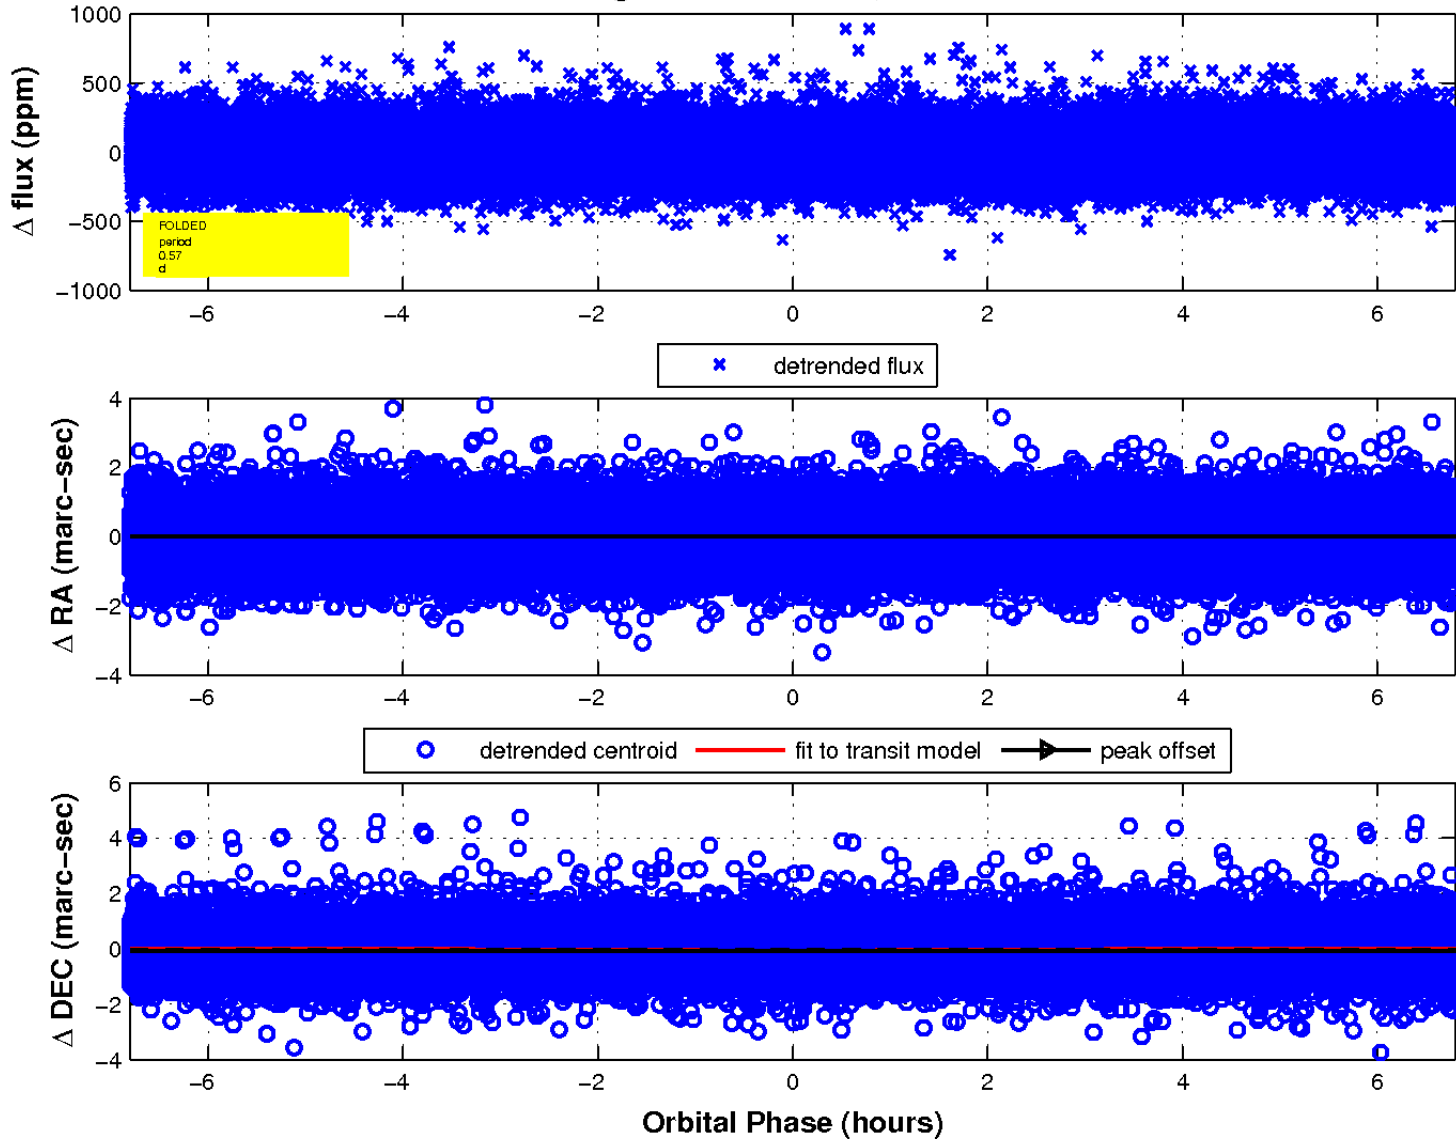 1000
500
0
−500
−1000
Δ flux (ppm)
FOLDED
period
0.57
d
−6 −4 −2 0 2 4 6
detrended flux
4
2
0
−2
−4
Δ RA (marc−sec)
−6 −4 −2 0 2 4 6
detrended centroid fit to transit model peak offset
6
4
2
0
−2
−4
Δ DEC (marc−sec)
−6 −4 −2 0 2 4 6
Orbital Phase (hours)